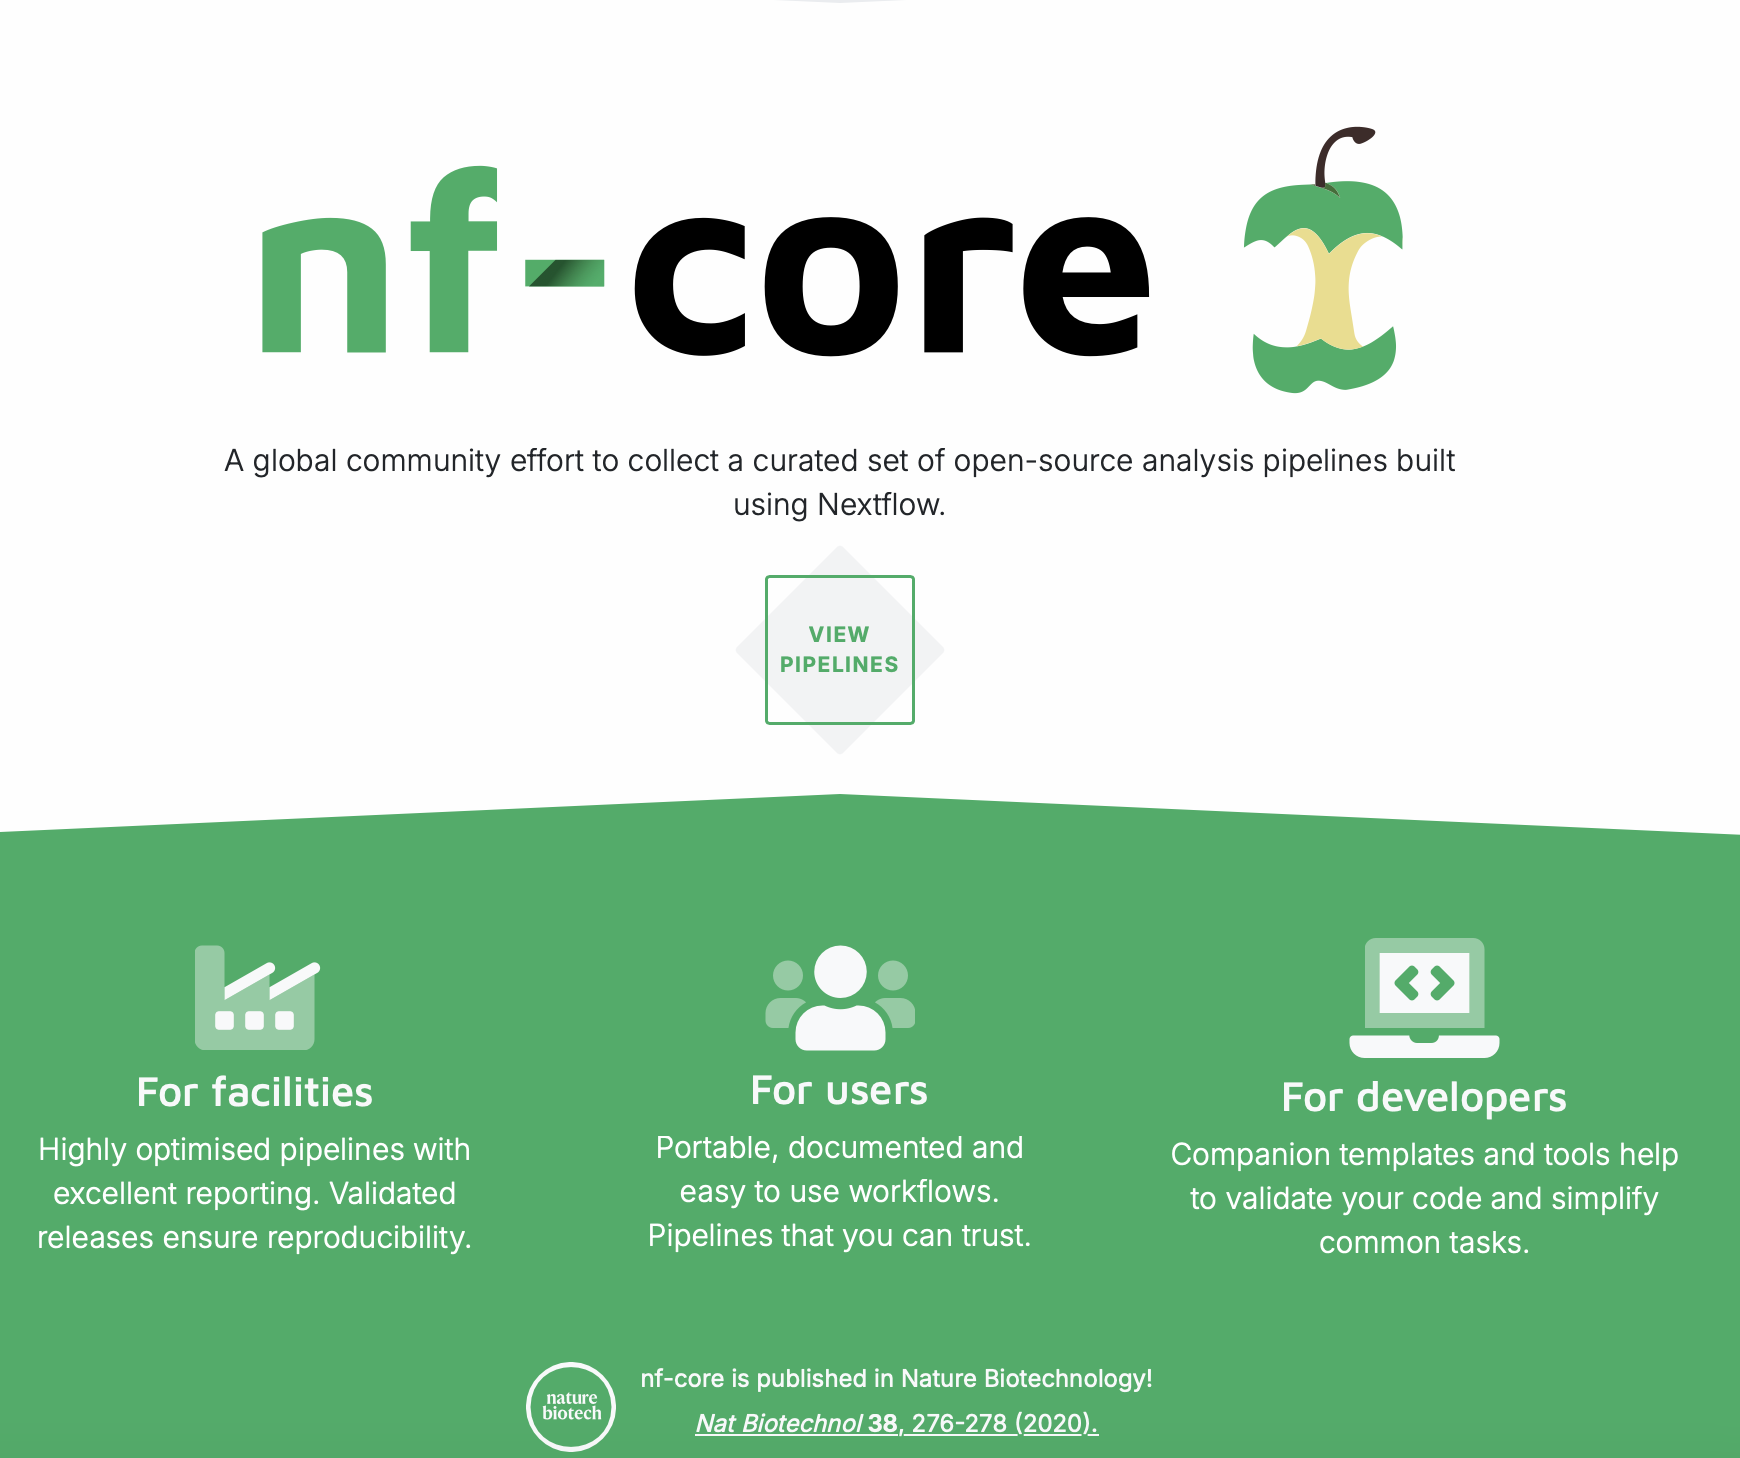 nf-core
A global community effort to collect a curated set of open-source analysis pipelines built
using Nextflow.
VIEW
PIPELINES
For facilities
Highly optimised pipelines with
excellent reporting. Validated
releases ensure reproducibility.
For users
Portable, documented and
easy to use workflows.
Pipelines that you can trust.
For developers
Companion templates and tools help
to validate your code and simplify
common tasks.
nature
biotech
nf-core is published in Nature Biotechnology!
Nat Biotechnol 38, 276-278 (2020).